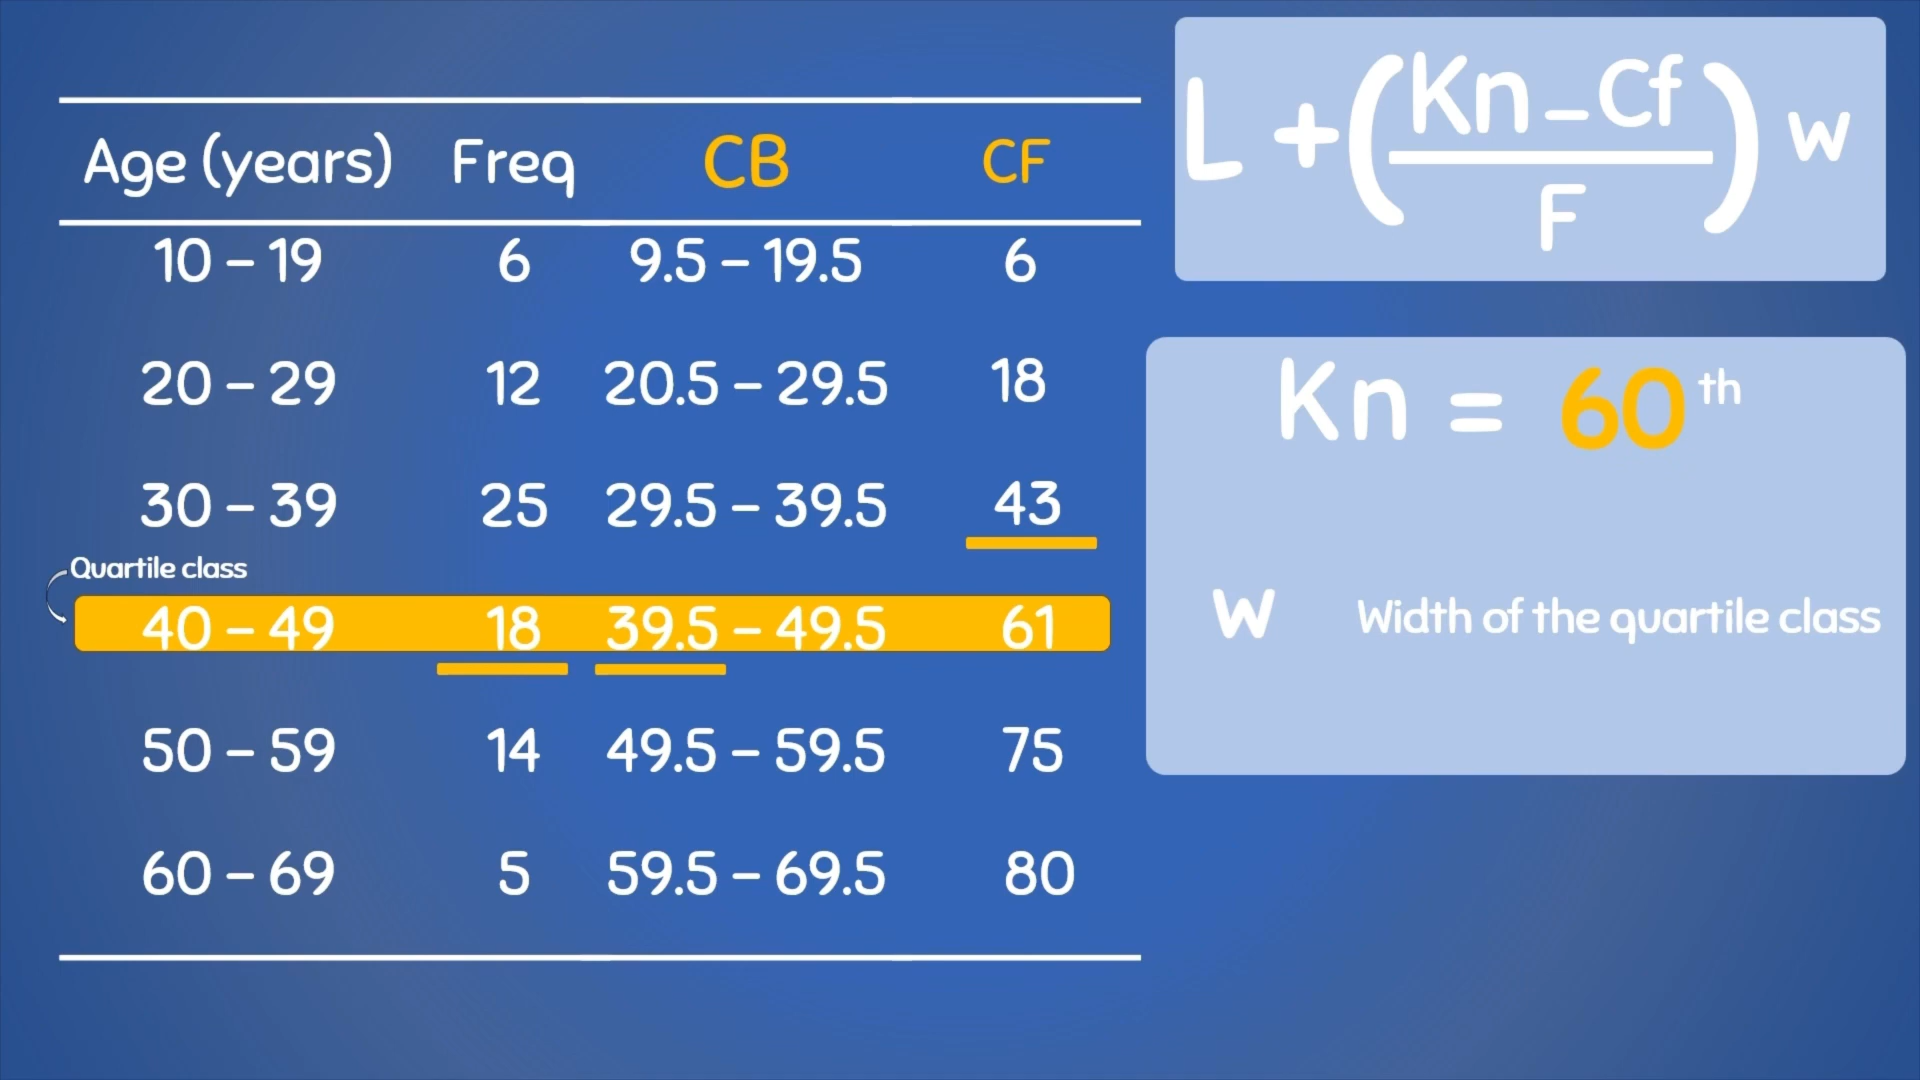 Age (years) Freq CB CF
10 – 19 6 9.5 – 19.5 6
20 – 29 12 20.5 – 29.5 18
30 – 39 25 29.5 – 39.5 43
Quartile class
40 – 49 18 39.5 – 49.5 61
50 – 59 14 49.5 – 59.5 75
60 – 69 5 59.5 – 69.5 80
L + (Kn – Cf / F) w
Kn = 60th
w Width of the quartile class